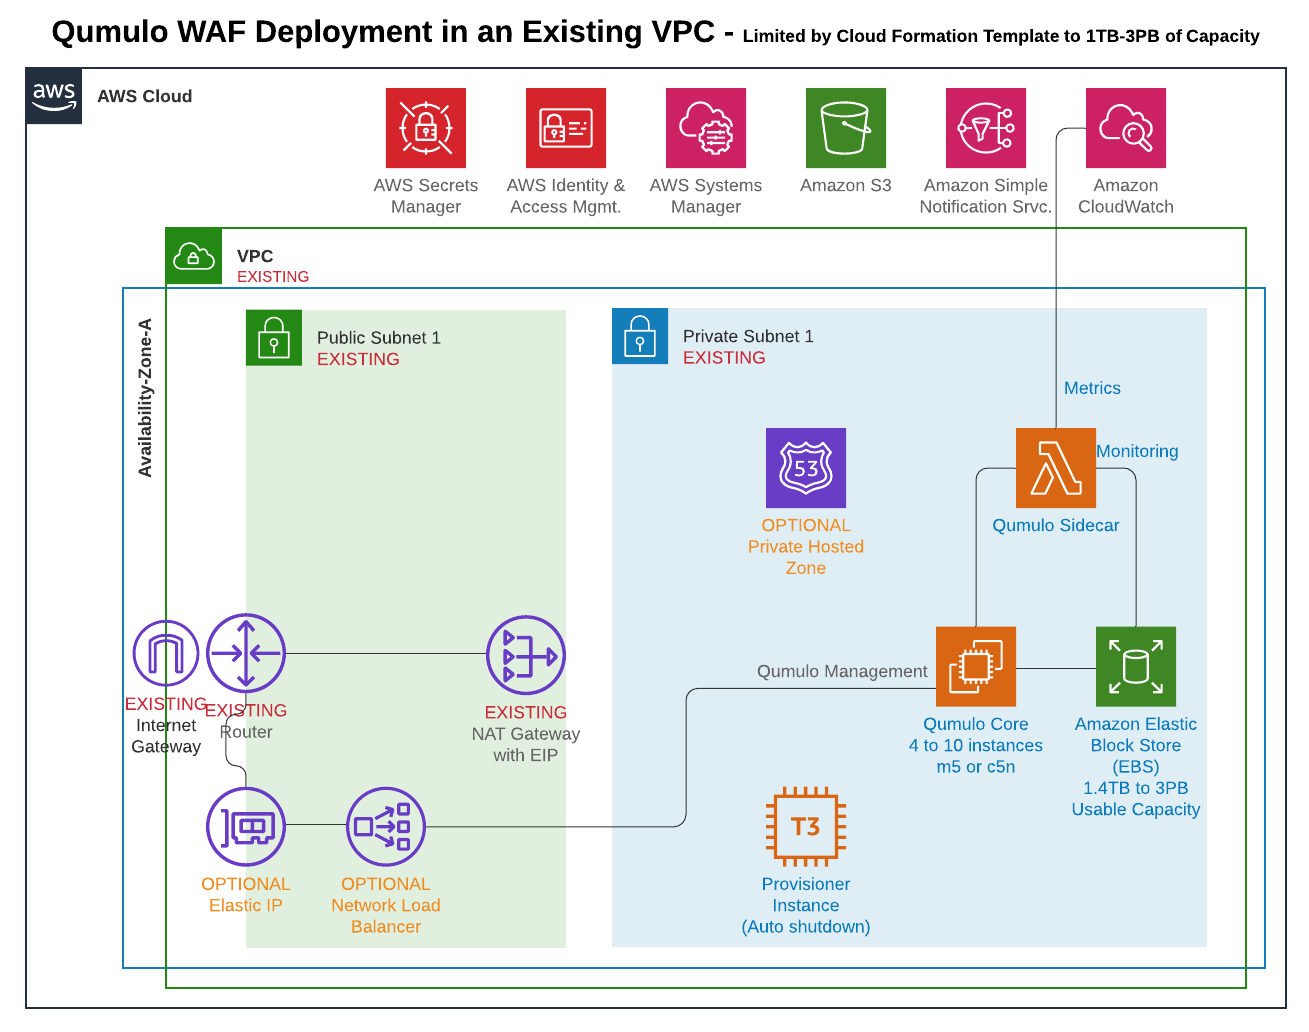 Qumulo WAF Deployment in an Existing VPC - Limited by Cloud Formation Template to 1TB-3PB of Capacity
aws
AWS Cloud
AWS Secrets
Manager
AWS Identity &
Access Mgmt.
AWS Systems
Manager
Amazon S3
Amazon Simple
Notification Srvc.
Amazon
CloudWatch
VPC
EXISTING
Availability-Zone-A
Public Subnet 1
EXISTING
Private Subnet 1
EXISTING
Metrics
Monitoring
53
OPTIONAL
Private Hosted
Zone
Qumulo Sidecar
EXISTING
Internet
Gateway
EXISTING
Router
EXISTING
NAT Gateway
with EIP
Qumulo Management
Qumulo Core
4 to 10 instances
m5 or c5n
Amazon Elastic
Block Store
(EBS)
1.4TB to 3PB
Usable Capacity
OPTIONAL
Elastic IP
OPTIONAL
Network Load
Balancer
T3
Provisioner
Instance
(Auto shutdown)